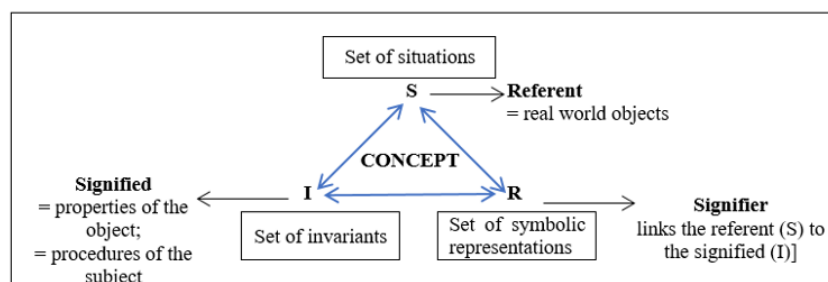 Set of situations
S
Referent
= real world objects
CONCEPT
Signified
= properties of the
object;
= procedures of the
subject
I
Set of invariants
R
Set of symbolic
representations
Signifier
links the referent (S) to
the signified (I)]